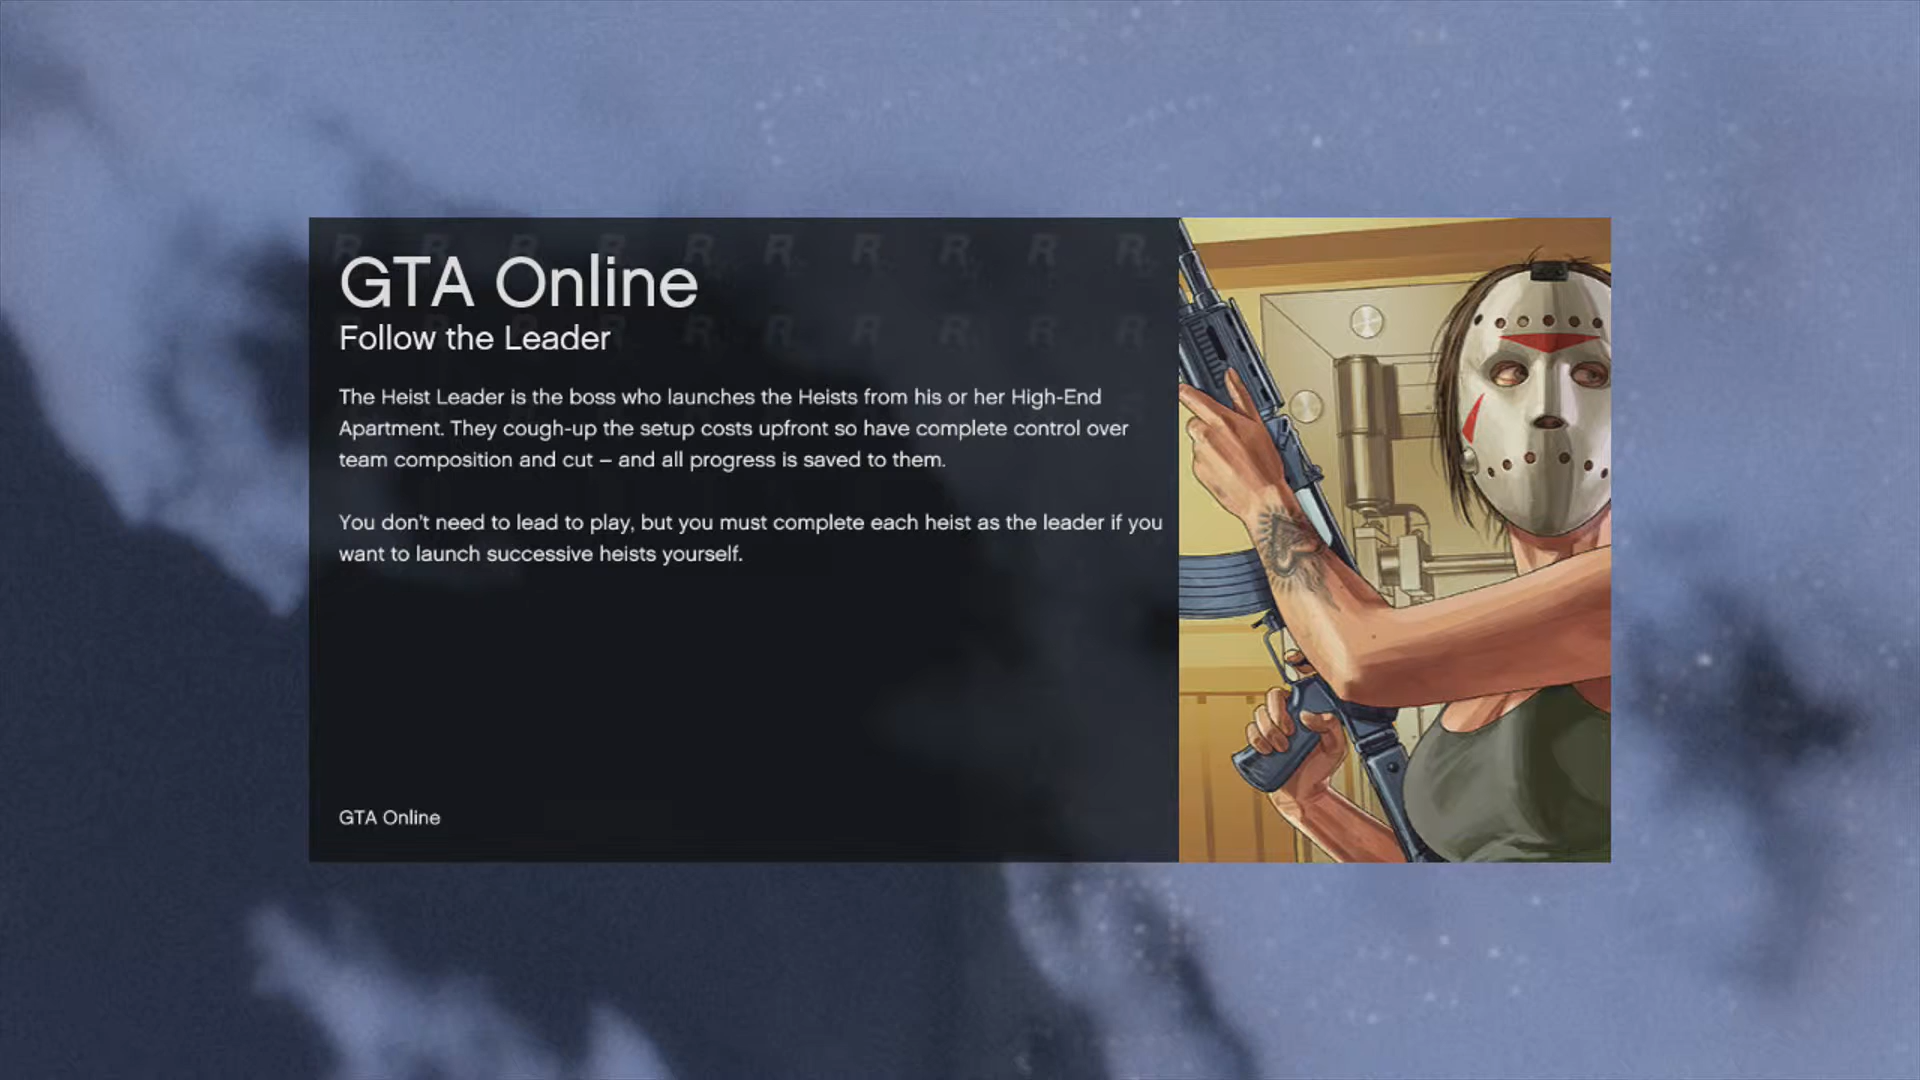 GTA Online
Follow the Leader
The Heist Leader is the boss who launches the Heists from his or her High-End
Apartment. They cough-up the setup costs upfront so have complete control over
team composition and cut – and all progress is saved to them.
You don't need to lead to play, but you must complete each heist as the leader if you
want to launch successive heists yourself.
GTA Online